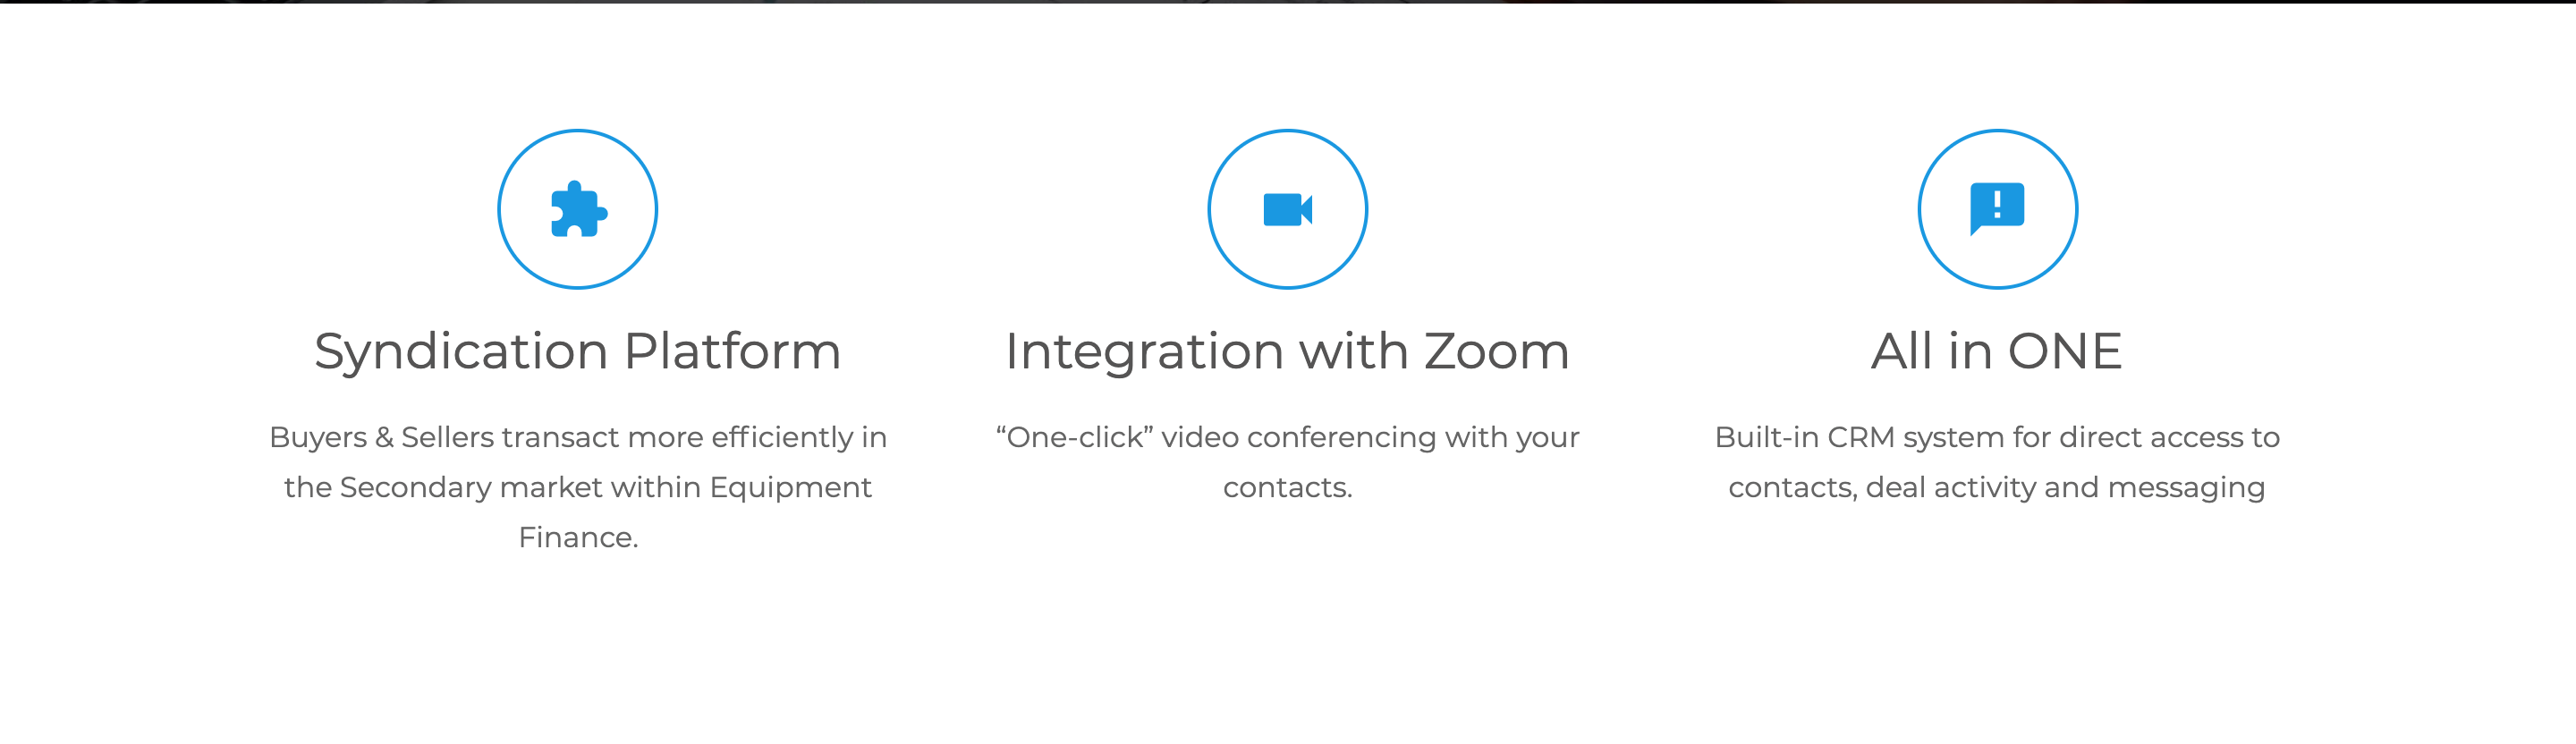 Syndication Platform
Buyers & Sellers transact more efficiently in
the Secondary market within Equipment
Finance.
Integration with Zoom
“One-click” video conferencing with your
contacts.
All in ONE
Built-in CRM system for direct access to
contacts, deal activity and messaging